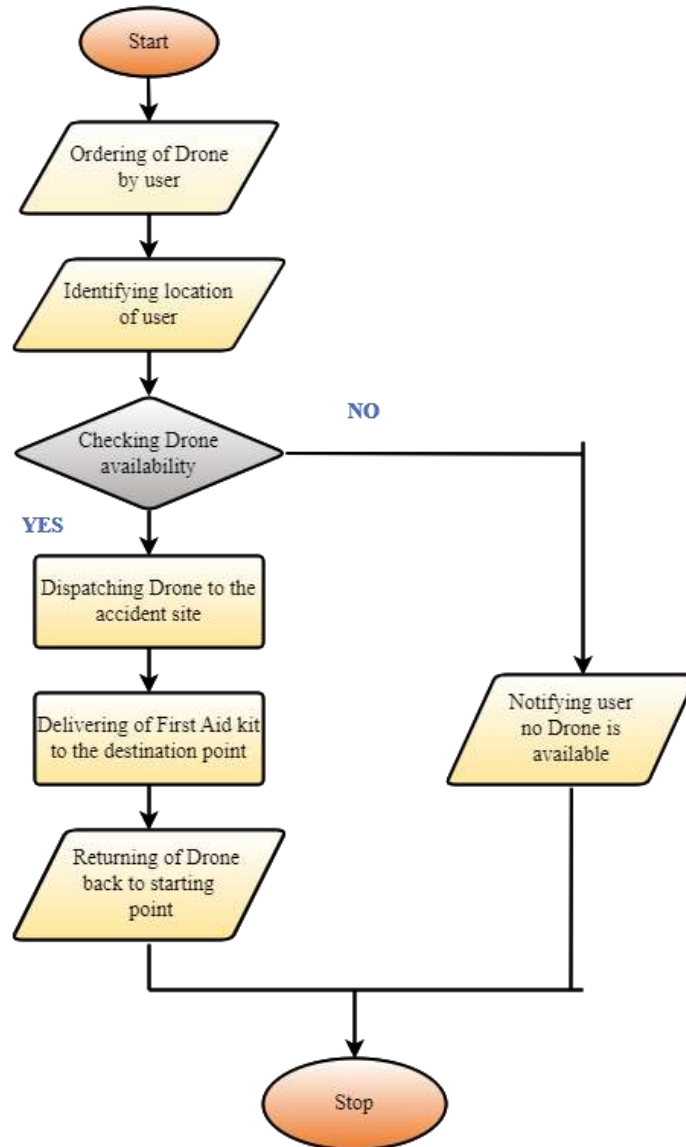 Start
Ordering of Drone
by user
Identifying location
of user
Checking Drone
availability
NO
YES
Dispatching Drone to the
accident site
Delivering of First Aid kit
to the destination point
Notifying user
no Drone is
available
Returning of Drone
back to starting
point
Stop